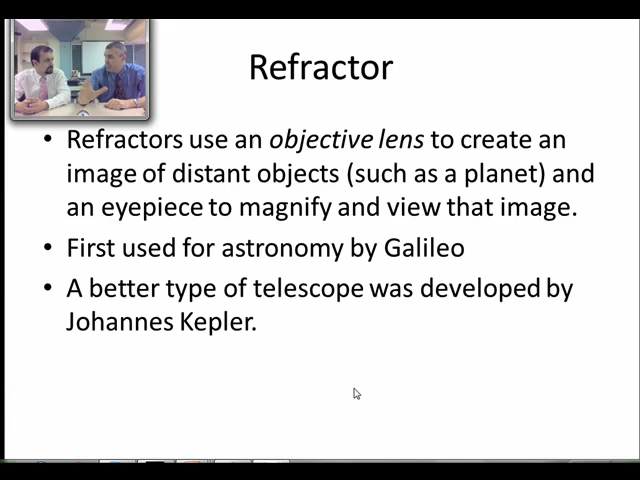 Refractor
• Refractors use an objective lens to create an
image of distant objects (such as a planet) and
an eyepiece to magnify and view that image.
• First used for astronomy by Galileo
• A better type of telescope was developed by
Johannes Kepler.